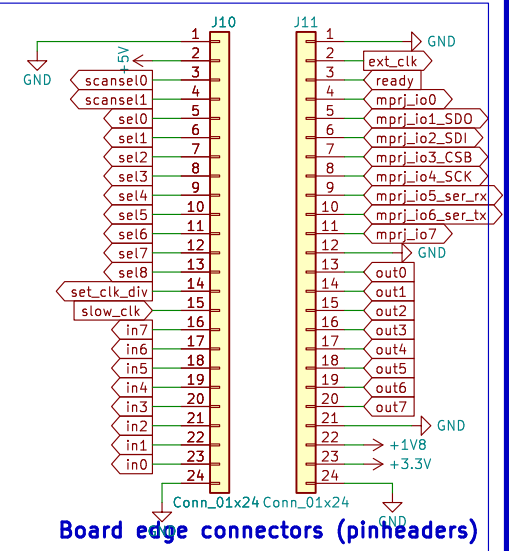 J10
1
GND
2
+5V
3
scansel0
4
scansel1
5
sel0
6
sel1
7
sel2
8
sel3
9
sel4
10
sel5
11
sel6
12
sel7
13
sel8
14
set_clk_div
15
slow_clk
16
in7
17
in6
18
in5
19
in4
20
in3
21
in2
22
in1
23
in0
24
GND
Conn_01x24
J11
1
GND
2
ext_clk
3
ready
4
mprj_io0
5
mprj_io1_SDO
6
mprj_io2_SDI
7
mprj_io3_CSB
8
mprj_io4_SCK
9
mprj_io5_ser_rx
10
mprj_io6_ser_tx
11
mprj_io7
12
GND
13
out0
14
out1
15
out2
16
out3
17
out4
18
out5
19
out6
20
out7
21
GND
22
+1V8
23
+3.3V
24
GND
Conn_01x24
Board edge connectors (pinheaders)